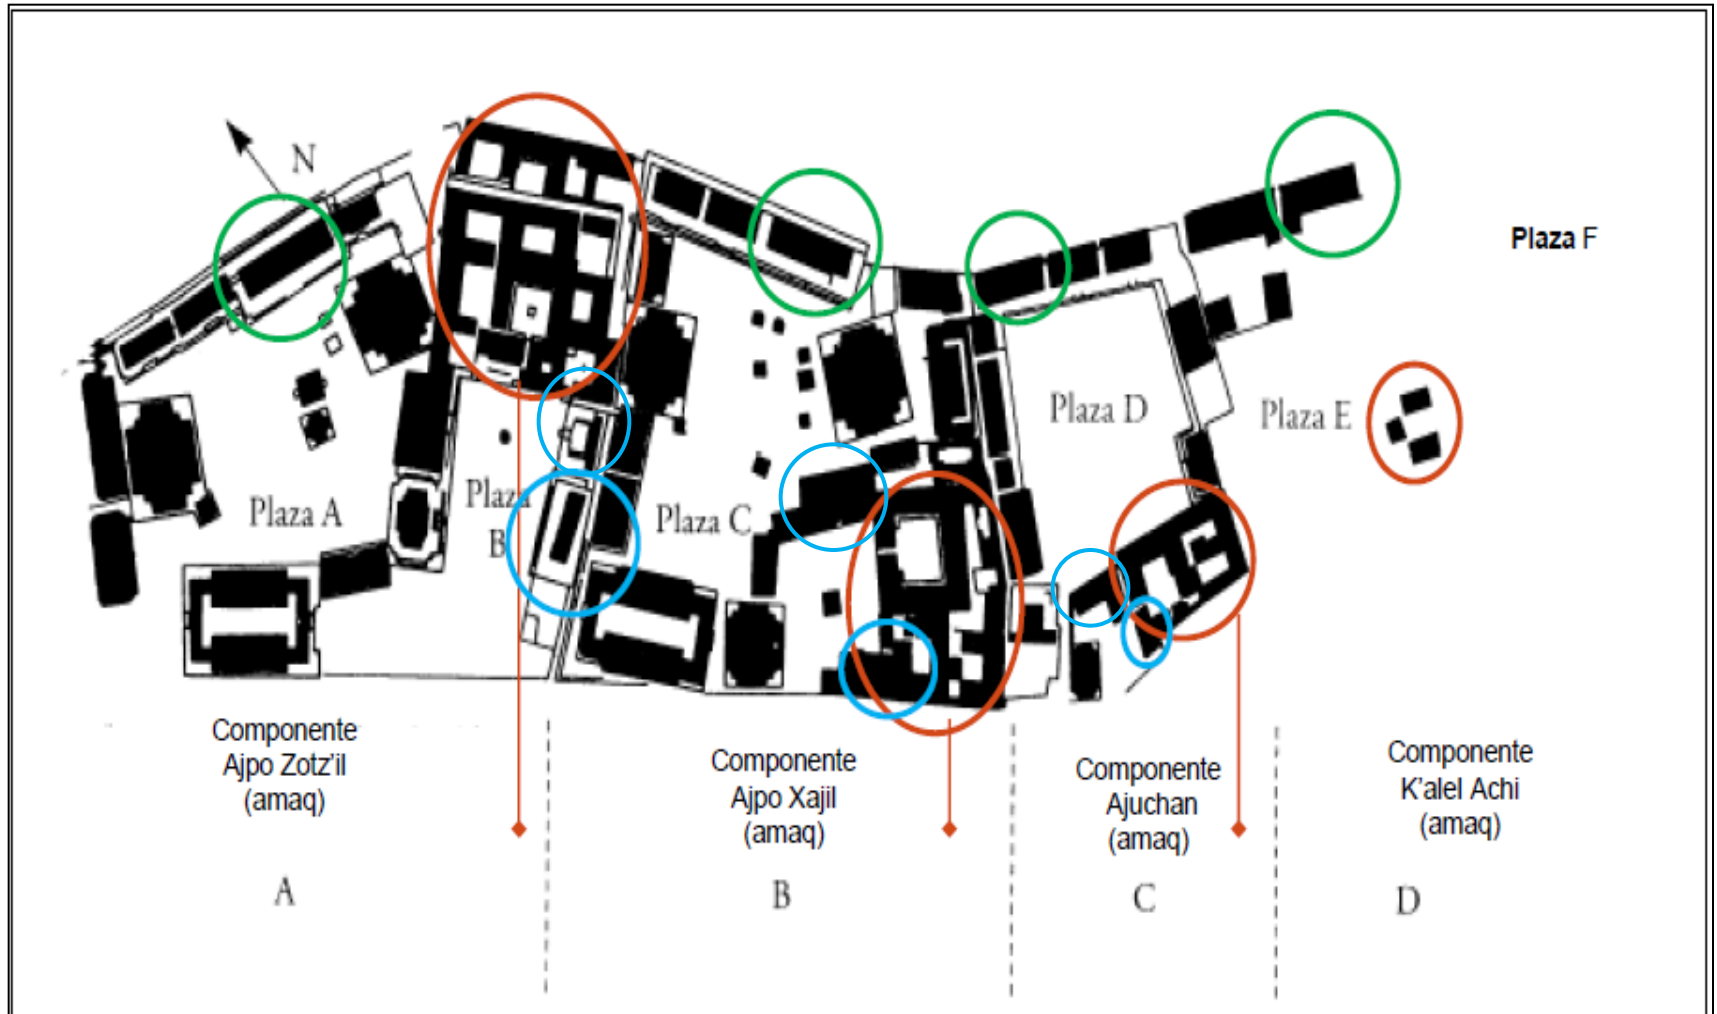 N
Plaza F
Plaza D
Plaza E
Plaza A
Plaza
B
Plaza C
Componente
Ajpo Zotz'il
(amaq)
Componente
Ajpo Xajil
(amaq)
Componente
Ajuchan
(amaq)
Componente
K'alel Achi
(amaq)
A
B
C
D